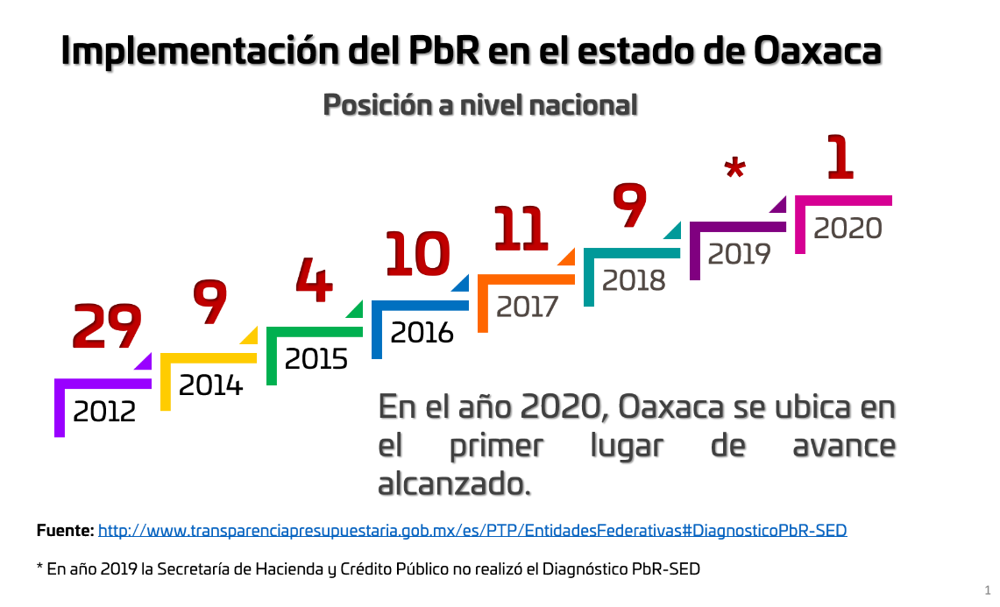 Implementación del PbR en el estado de Oaxaca
Posición a nivel nacional
29
2012
9
2014
4
2015
10
2016
11
2017
9
2018
*
2019
1
2020
En el año 2020, Oaxaca se ubica en
el primer lugar de avance
alcanzado.
Fuente: http://www.transparenciapresupuestaria.gob.mx/es/PTP/EntidadesFederativas#DiagnosticoPbR-SED
* En año 2019 la Secretaría de Hacienda y Crédito Público no realizó el Diagnóstico PbR-SED
1